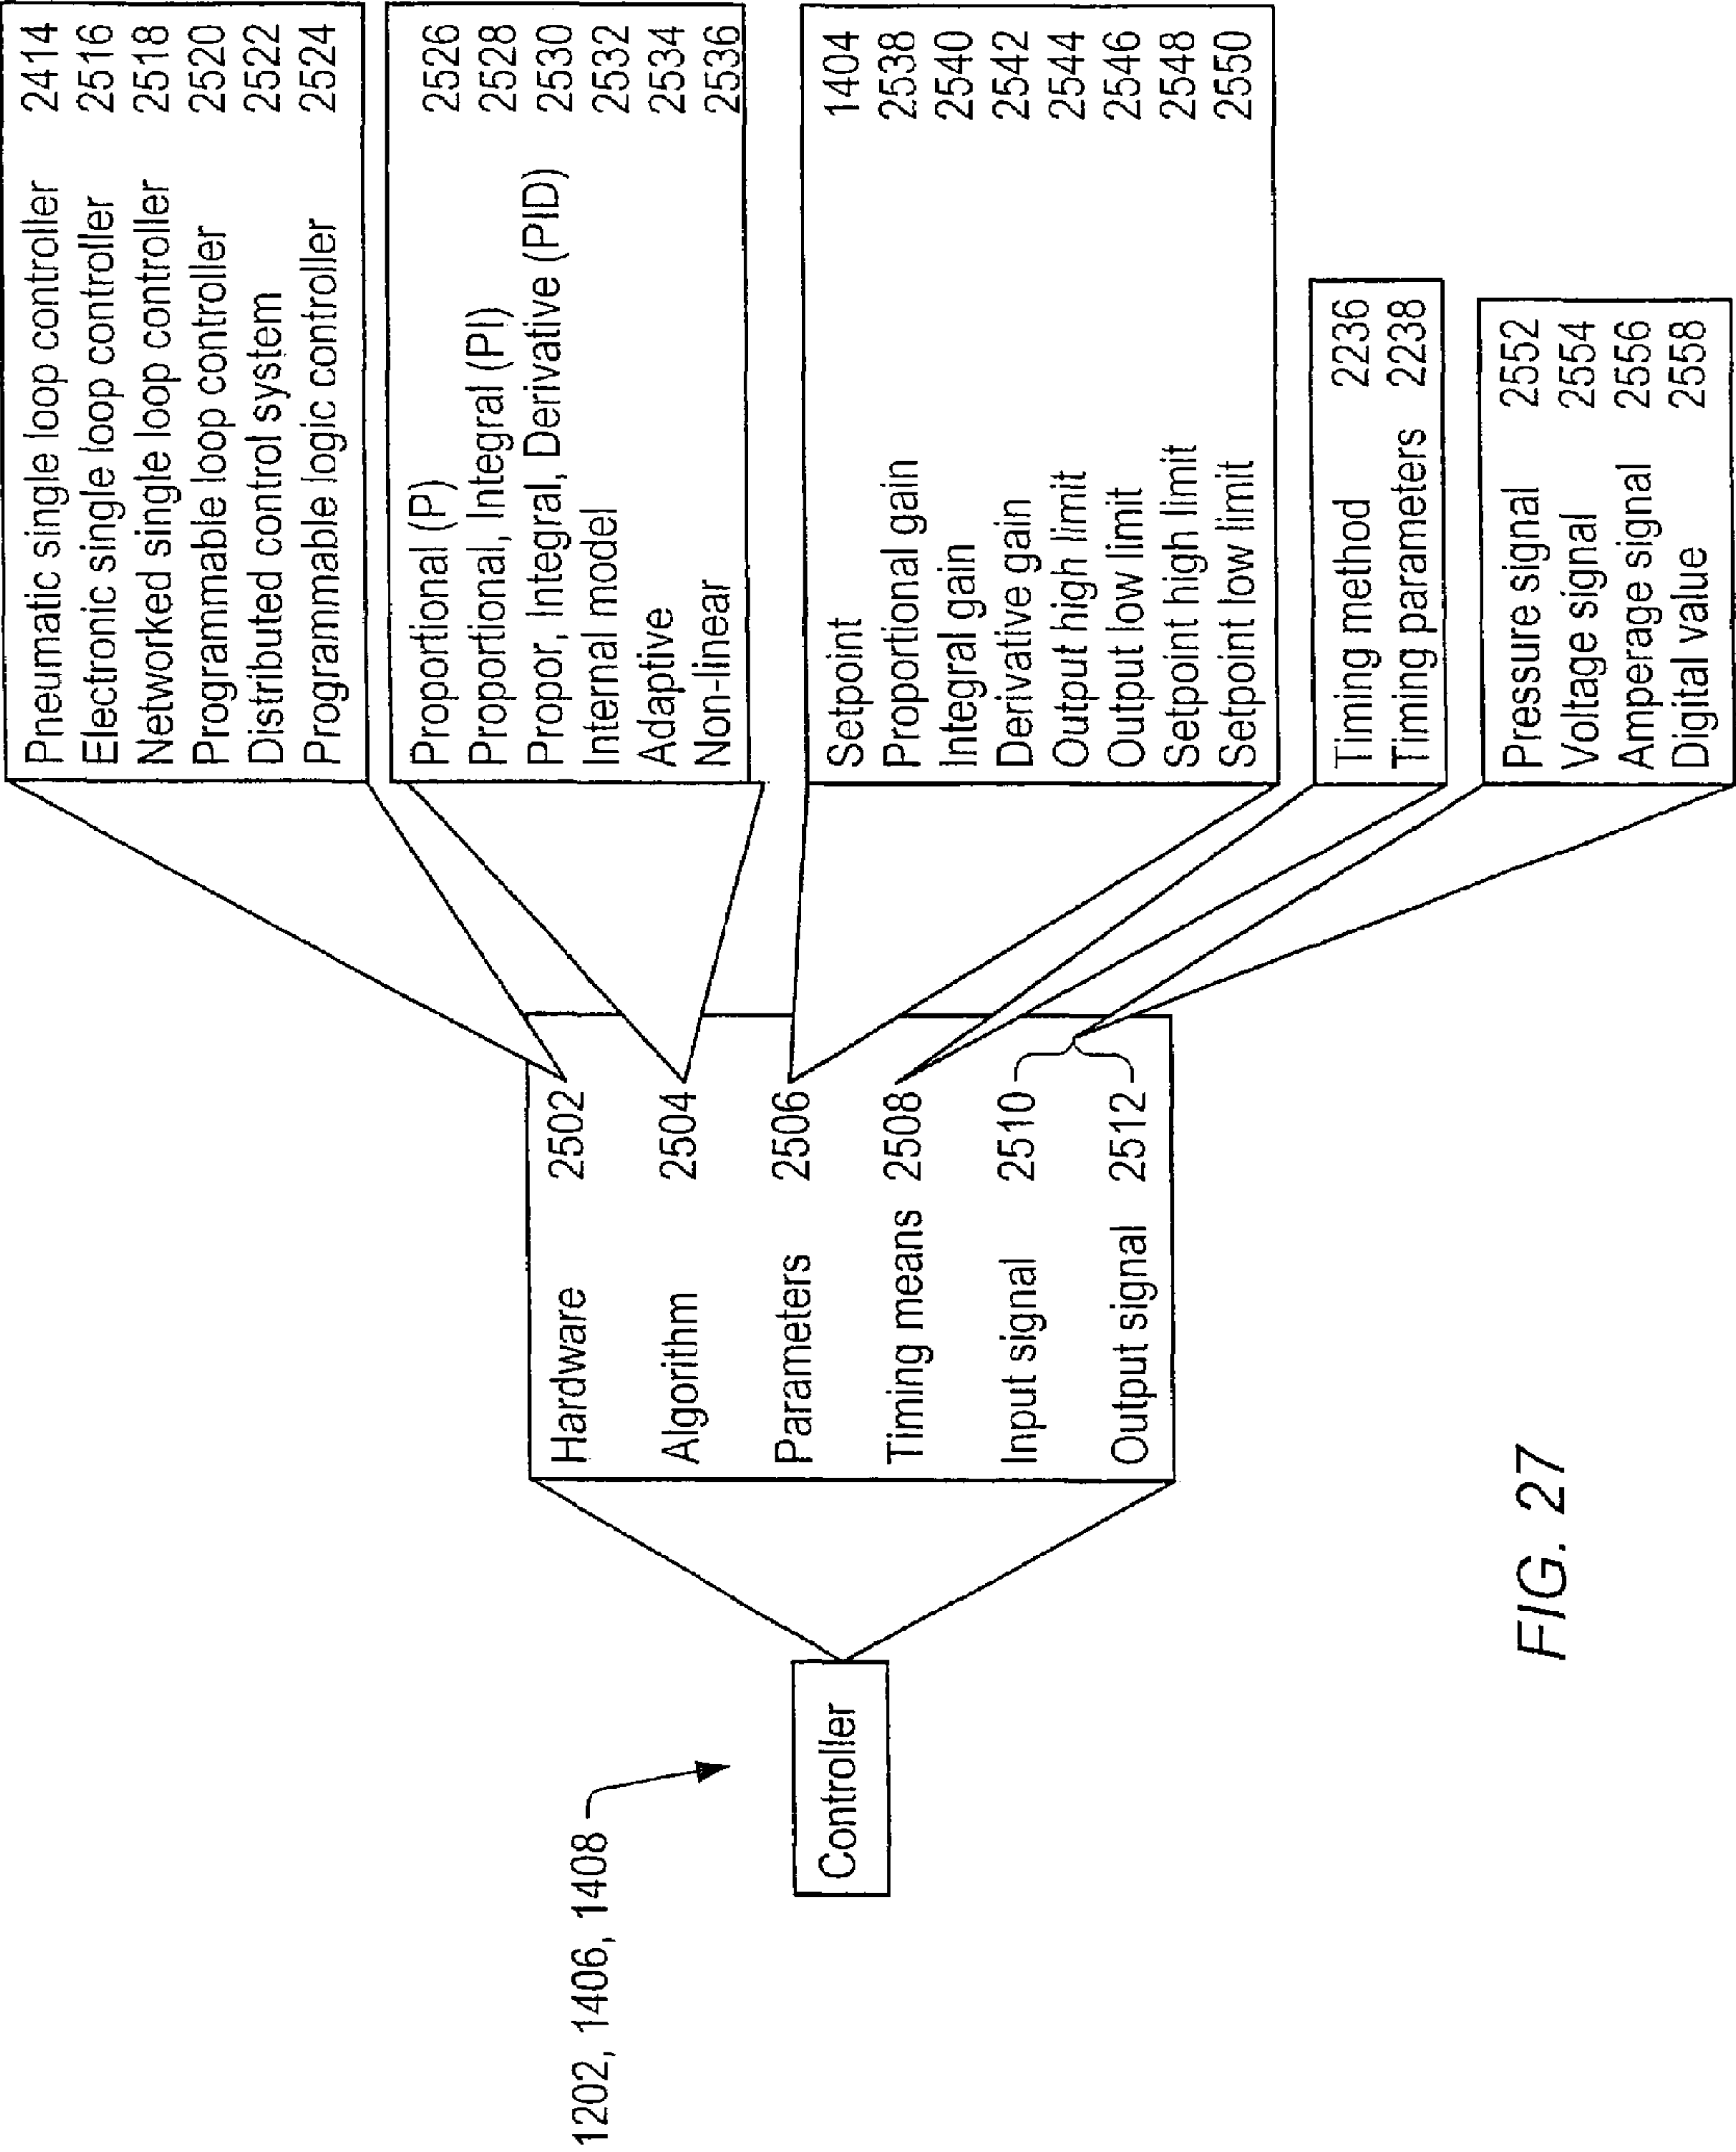 1202, 1406, 1408
Controller
Hardware 2502
Algorithm 2504
Parameters 2506
Timing means 2508
Input signal 2510
Output signal 2512
Pneumatic single loop controller 2414
Electronic single loop controller 2516
Networked single loop controller 2518
Programmable loop controller 2520
Distributed control system 2522
Programmable logic controller 2524
Proportional (P) 2526
Proportional, Integral (PI) 2528
Propor, Integral, Derivative (PID) 2530
Internal model 2532
Adaptive 2534
Non-linear 2536
Setpoint 1404
Proportional gain 2538
Integral gain 2540
Derivative gain 2542
Output high limit 2544
Output low limit 2546
Setpoint high limit 2548
Setpoint low limit 2550
Timing method 2236
Timing parameters 2238
Pressure signal 2552
Voltage signal 2554
Amperage signal 2556
Digital value 2558
FIG. 27